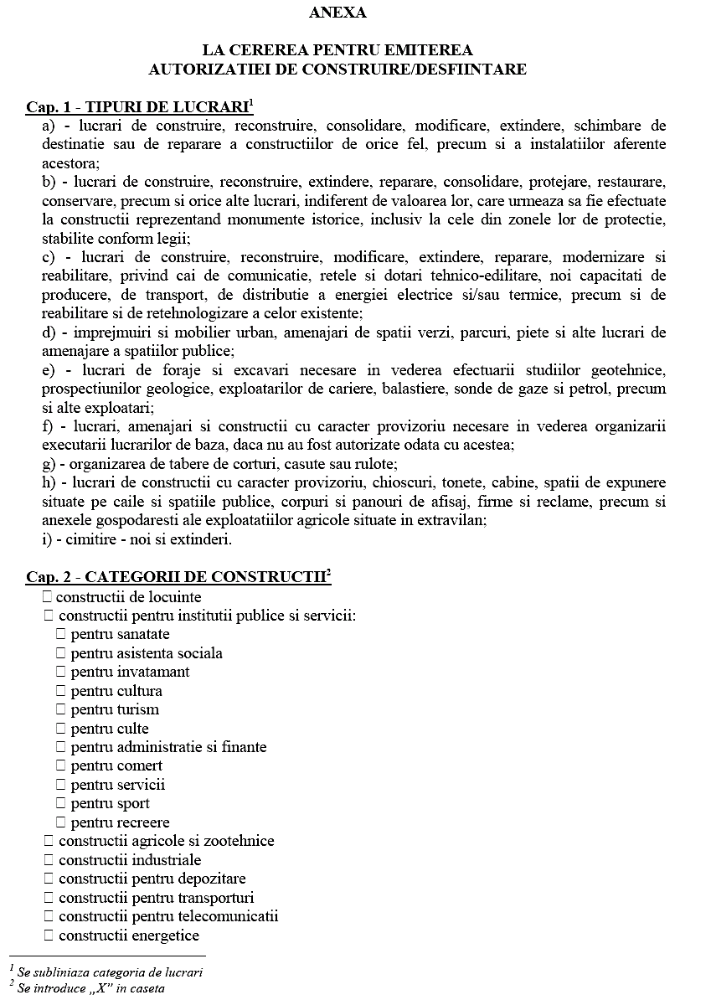 ANEXA
LA CEREREA PENTRU EMITEREA
AUTORIZATIEI DE CONSTRUIRE/DESFIINTARE
Cap. 1 - TIPURI DE LUCRARI1
a) - lucrari de construire, reconstruire, consolidare, modificare, extindere, schimbare de
destinatie sau de reparare a constructiilor de orice fel, precum si a instalatiilor aferente
acestora;
b) - lucrari de construire, reconstruire, extindere, reparare, consolidare, protejare, restaurare,
conservare, precum si orice alte lucrari, indiferent de valoarea lor, care urmeaza sa fie efectuate
la constructii reprezentand monumente istorice, inclusiv la cele din zonele lor de protectie,
stabilite conform legii;
c) - lucrari de construire, reconstruire, modificare, extindere, reparare, modernizare si
reabilitare, privind cai de comunicatie, retele si dotari tehnico-edilitare, noi capacitati de
producere, de transport, de distributie a energiei electrice si/sau termice, precum si de
reabilitare si de retehnologizare a celor existente;
d) - imprejmuiri si mobilier urban, amenajari de spatii verzi, parcuri, piete si alte lucrari de
amenajare a spatiilor publice;
e) - lucrari de foraje si excavari necesare in vederea efectuarii studiilor geotehnice,
prospectiunilor geologice, exploatarilor de cariere, balastiere, sonde de gaze si petrol, precum
si alte exploatari;
f) - lucrari, amenajari si constructii cu caracter provizoriu necesare in vederea organizarii
executarii lucrarilor de baza, daca nu au fost autorizate odata cu acestea;
g) - organizarea de tabere de corturi, casute sau rulote;
h) - lucrari de constructii cu caracter provizoriu, chioscuri, tonete, cabine, spatii de expunere
situate pe caile si spatiile publice, corpuri si panouri de afisaj, firme si reclame, precum si
anexele gospodaresti ale exploatatiilor agricole situate in extravilan;
i) - cimitire - noi si extinderi.
Cap. 2 - CATEGORII DE CONSTRUCTII2
□ constructii de locuinte
□ constructii pentru institutii publice si servicii:
□ pentru sanatate
□ pentru asistenta sociala
□ pentru invatamant
□ pentru cultura
□ pentru turism
□ pentru culte
□ pentru administratie si finante
□ pentru comert
□ pentru servicii
□ pentru sport
□ pentru recreere
□ constructii agricole si zootehnice
□ constructii industriale
□ constructii pentru depozitare
□ constructii pentru transporturi
□ constructii pentru telecomunicatii
□ constructii energetice
1 Se subliniaza categoria de lucrari
2 Se introduce „X” in caseta